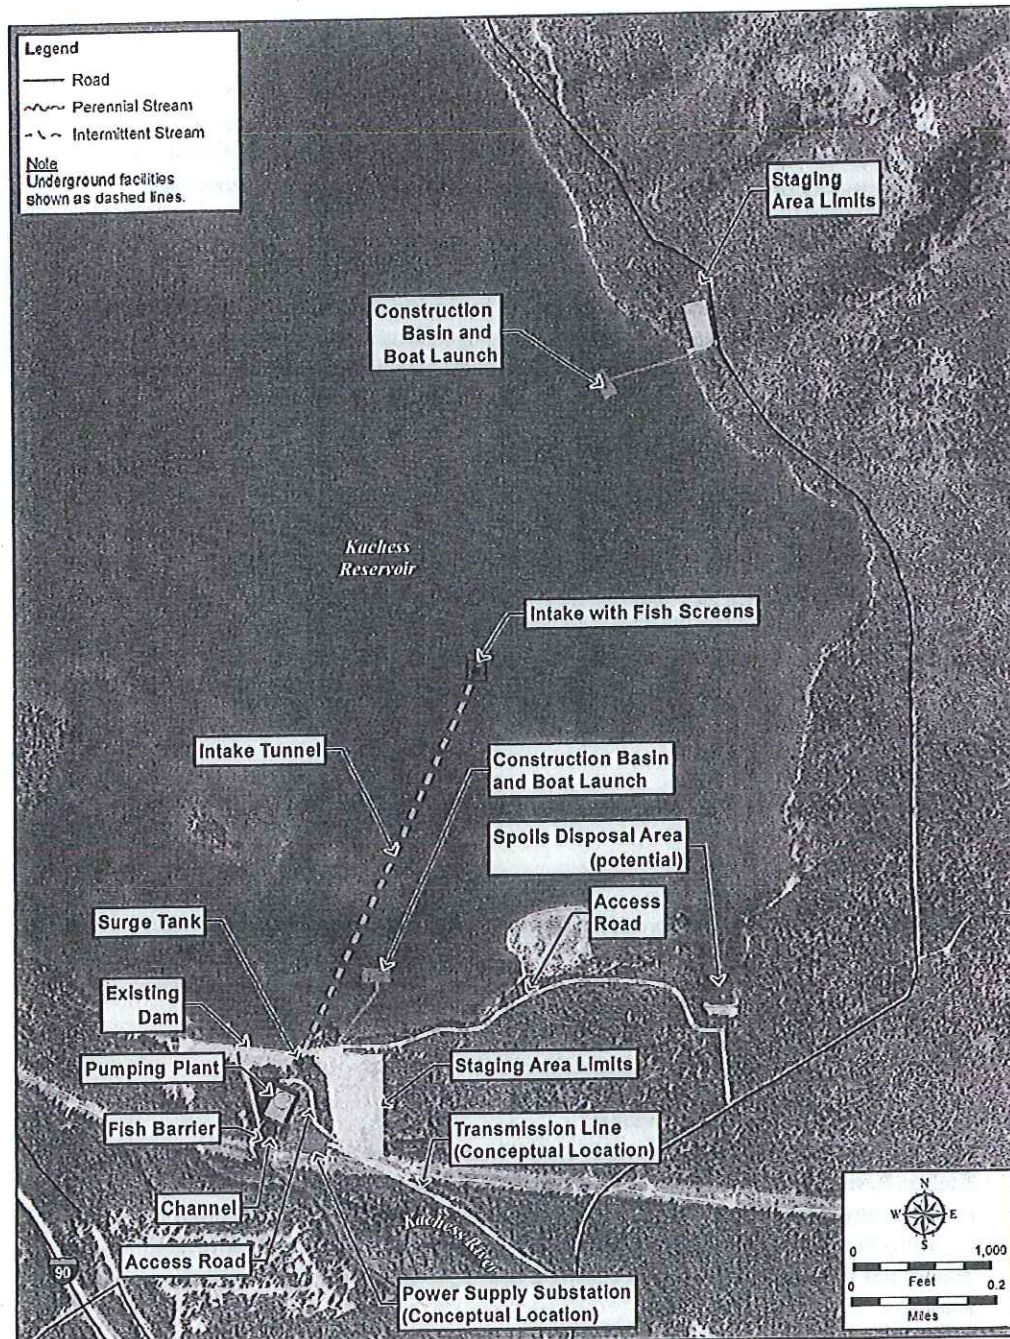 Legend
Road
Perennial Stream
Intermittent Stream
Note
Underground facilities
shown as dashed lines.
Staging
Area Limits
Construction
Basin and
Boat Launch
Kachess
Reservoir
Intake with Fish Screens
Intake Tunnel
Construction Basin
and Boat Launch
Spoils Disposal Area
(potential)
Access
Road
Surge Tank
Existing
Dam
Pumping Plant
Staging Area Limits
Fish Barrier
Transmission Line
(Conceptual Location)
Channel
Kachess River
Access Road
90
Power Supply Substation
(Conceptual Location)
N
W E
S
0 1,000
Feet
0 0.2
Miles